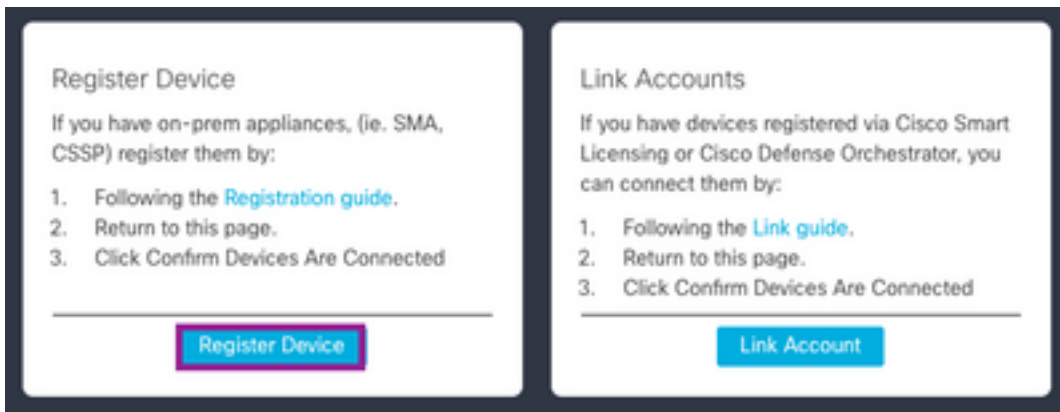 Register Device
If you have on-prem appliances, (ie. SMA,
CSSP) register them by:
1. Following the Registration guide.
2. Return to this page.
3. Click Confirm Devices Are Connected
Register Device
Link Accounts
If you have devices registered via Cisco Smart
Licensing or Cisco Defense Orchestrator, you
can connect them by:
1. Following the Link guide.
2. Return to this page.
3. Click Confirm Devices Are Connected
Link Account